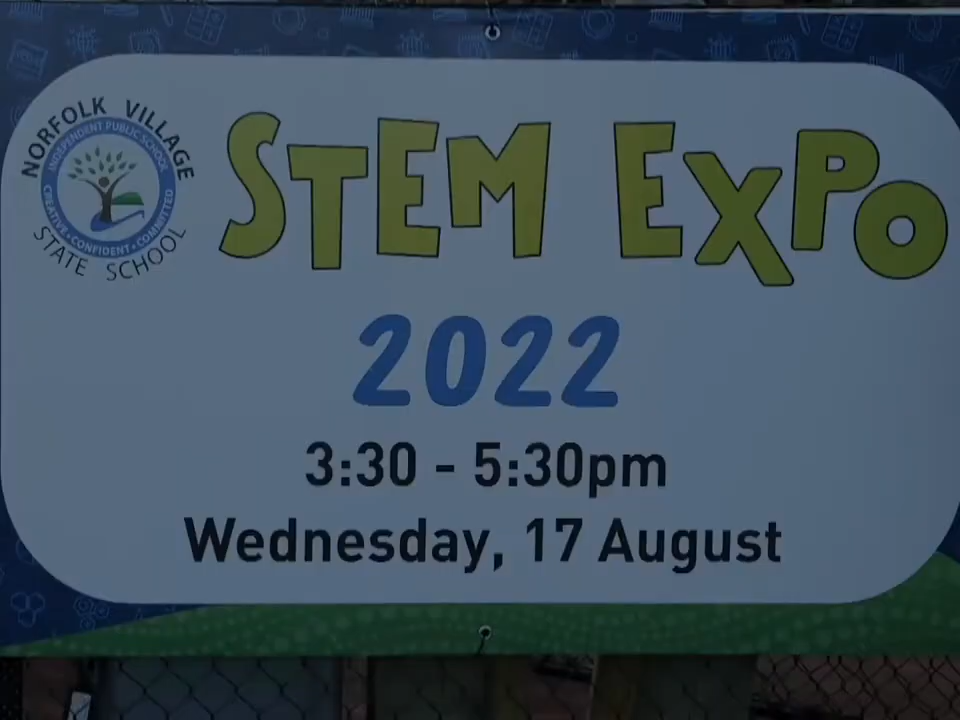 NORFOLK VILLAGE
INDEPENDENT PUBLIC SCHOOL
CREATIVE • CONFIDENT • COMMITTED
STATE SCHOOL
STEM EXPO
2022
3:30 - 5:30pm
Wednesday, 17 August